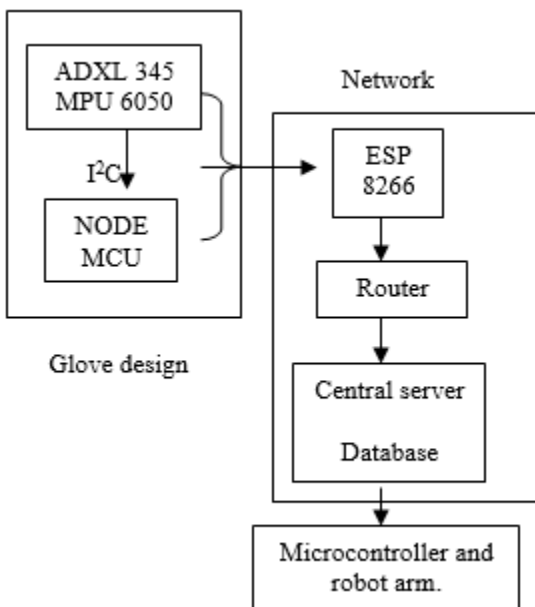 ADXL 345
MPU 6050
I²C
NODE
MCU
Glove design
Network
ESP
8266
Router
Central server
Database
Microcontroller and
robot arm.